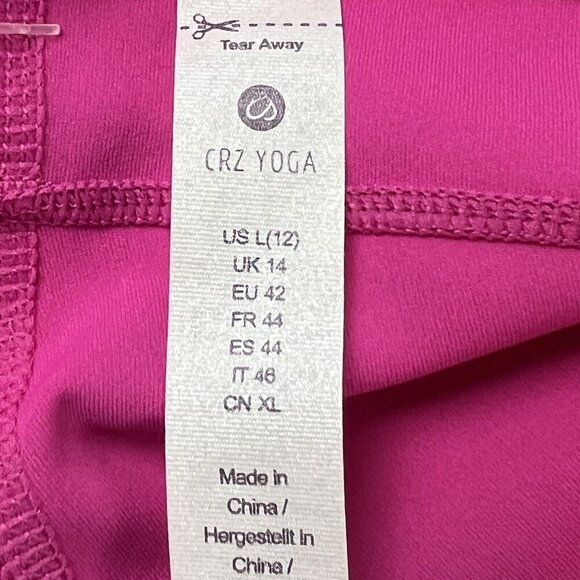 Tear Away
CRZ YOGA
US L(12)
UK 14
EU 42
FR 44
ES 44
IT 46
CN XL
Made in
China /
Hergestellt in
China /